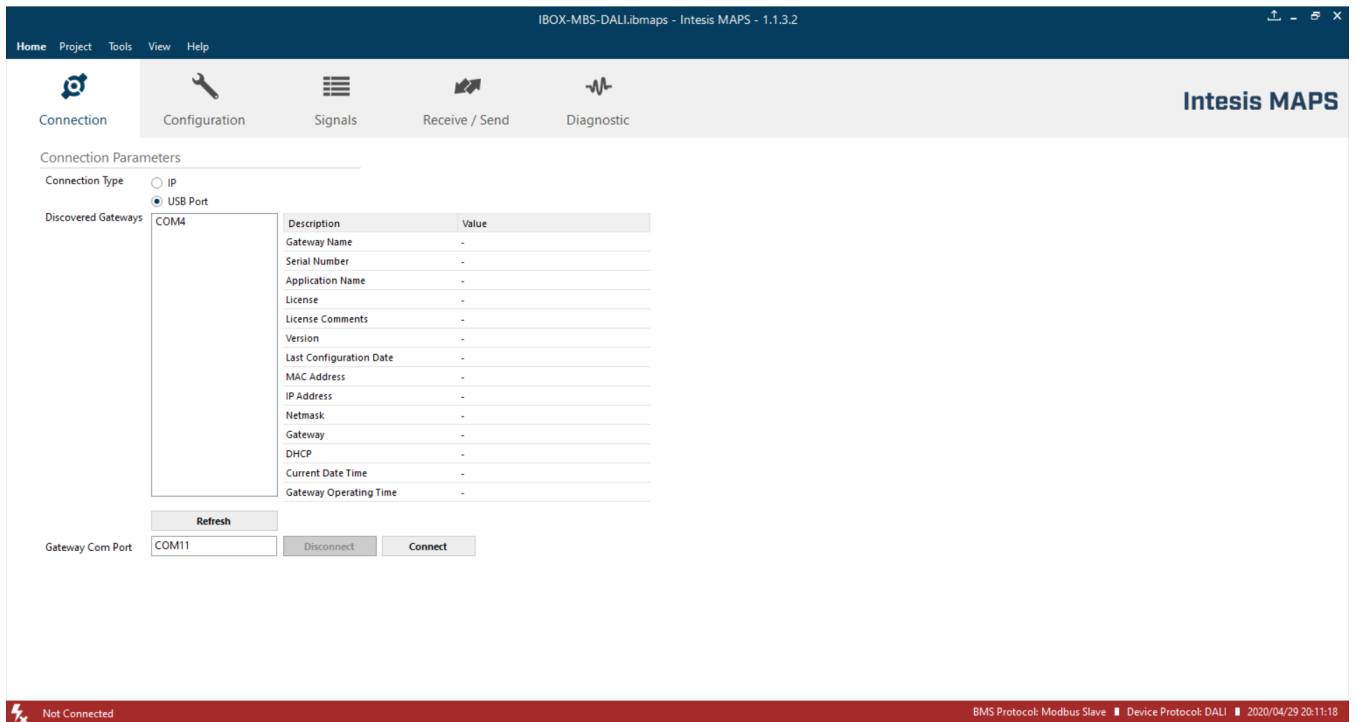 IBOX-MBS-DALI.ibmaps - Intesis MAPS - 1.1.3.2
Home Project Tools View Help
Connection Configuration Signals Receive / Send Diagnostic
Intesis MAPS
Connection Parameters
Connection Type
IP
USB Port
Discovered Gateways
COM4
Description Value
Gateway Name -
Serial Number -
Application Name -
License -
License Comments -
Version -
Last Configuration Date -
MAC Address -
IP Address -
Netmask -
Gateway -
DHCP -
Current Date Time -
Gateway Operating Time -
Refresh
Gateway Com Port COM11 Disconnect Connect
Not Connected BMS Protocol: Modbus Slave Device Protocol: DALI 2020/04/29 20:11:18